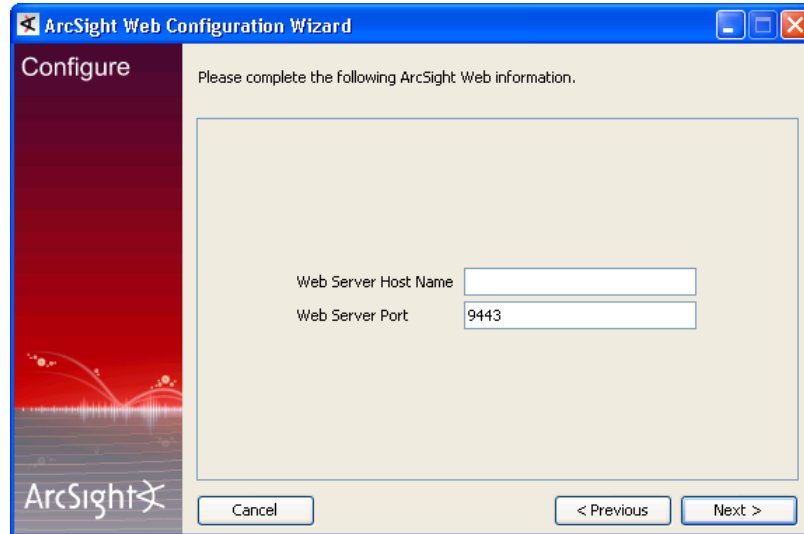 ArcSight Web Configuration Wizard
Configure
Please complete the following ArcSight Web information.
Web Server Host Name
Web Server Port 9443
ArcSight
Cancel < Previous Next >